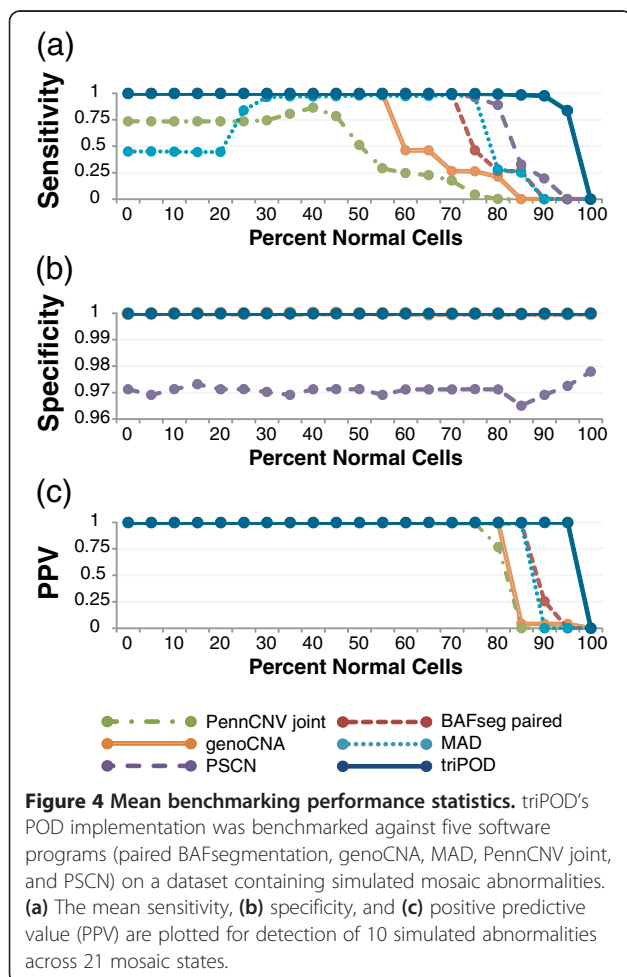 (a)
Sensitivity
1
0.75
0.5
0.25
0
0 10 20 30 40 50 60 70 80 90 100
Percent Normal Cells
(b)
Specificity
1
0.99
0.98
0.97
0.96
0 10 20 30 40 50 60 70 80 90 100
Percent Normal Cells
(c)
PPV
1
0.75
0.5
0.25
0
0 10 20 30 40 50 60 70 80 90 100
Percent Normal Cells
PennCNV joint BAFseg paired
genoCNA MAD
PSCN triPOD
Figure 4 Mean benchmarking performance statistics. triPOD's
POD implementation was benchmarked against five software
programs (paired BAFsegmentation, genoCNA, MAD, PennCNV joint,
and PSCN) on a dataset containing simulated mosaic abnormalities.
(a) The mean sensitivity, (b) specificity, and (c) positive predictive
value (PPV) are plotted for detection of 10 simulated abnormalities
across 21 mosaic states.